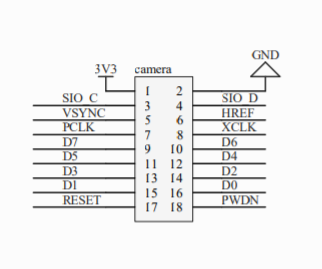 GND
3V3 camera
1 2
SIO_C 3 4 SIO_D
VSYNC 5 6 HREF
PCLK 7 8 XCLK
D7 9 10 D6
D5 11 12 D4
D3 13 14 D2
D1 15 16 D0
RESET 17 18 PWDN